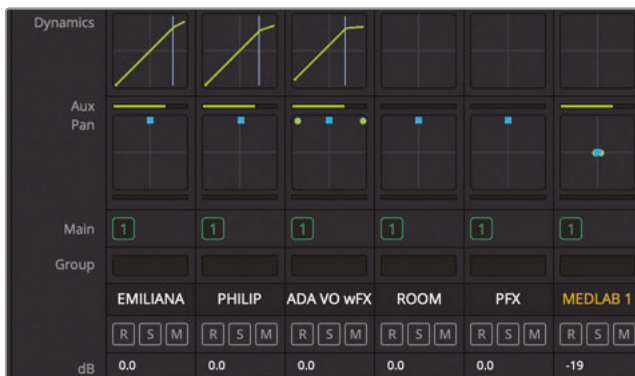 Dynamics
Aux
Pan
Main 1 1 1 1 1 1
Group
EMILIANA PHILIP ADA VO wFX ROOM PFX MEDLAB 1
R S M R S M R S M R S M R S M R S M
dB 0.0 0.0 0.0 0.0 0.0 -19